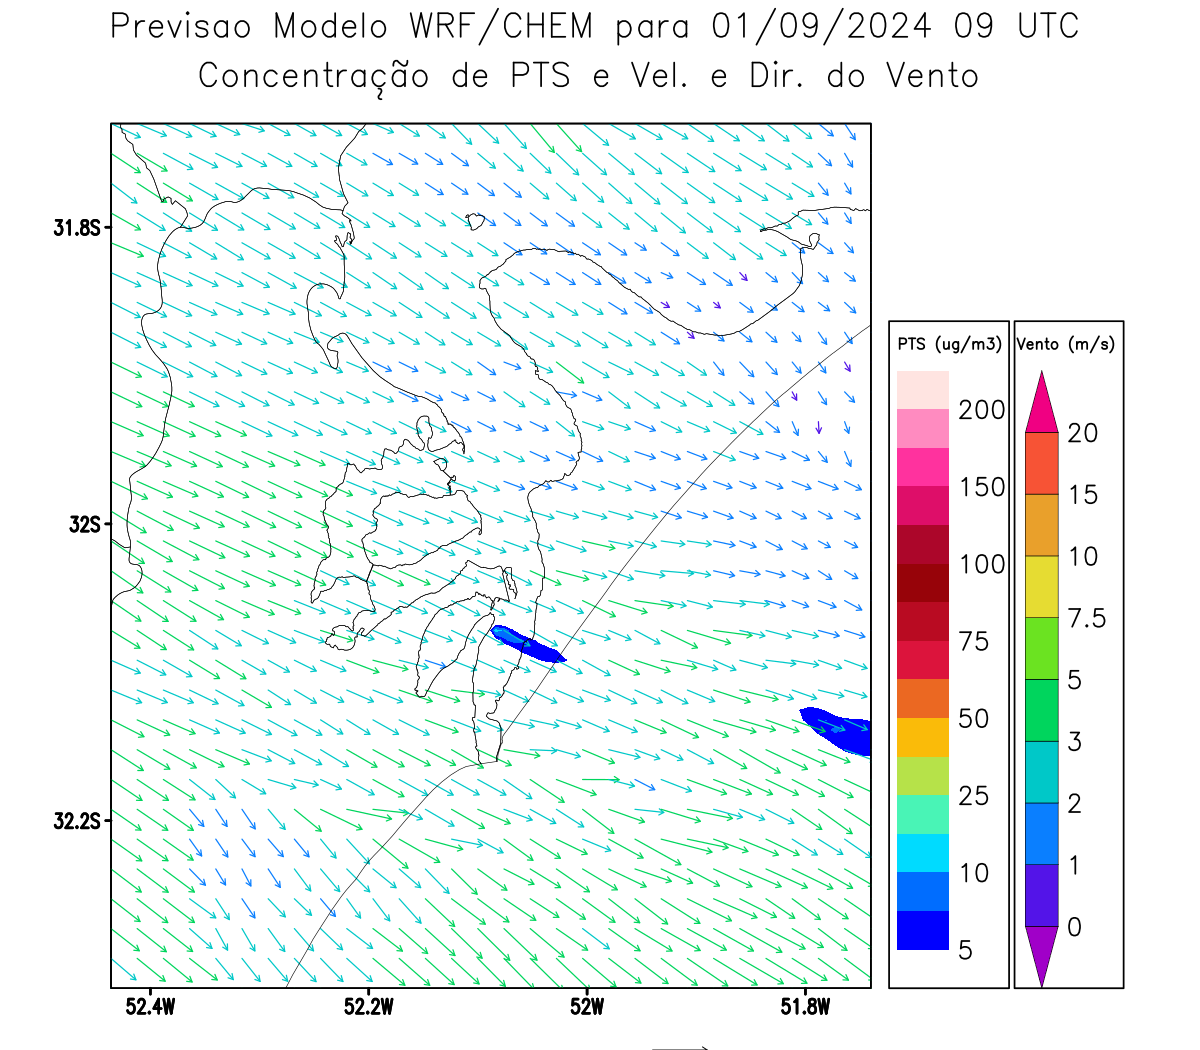 Previsao Modelo WRF/CHEM para 01/09/2024 09 UTC
Concentração de PTS e Vel. e Dir. do Vento
31.8S
32S
32.2S
52.4W
52.2W
52W
51.8W
PTS (ug/m3)
200
150
100
75
50
25
10
5
Vento (m/s)
20
15
10
7.5
5
3
2
1
0